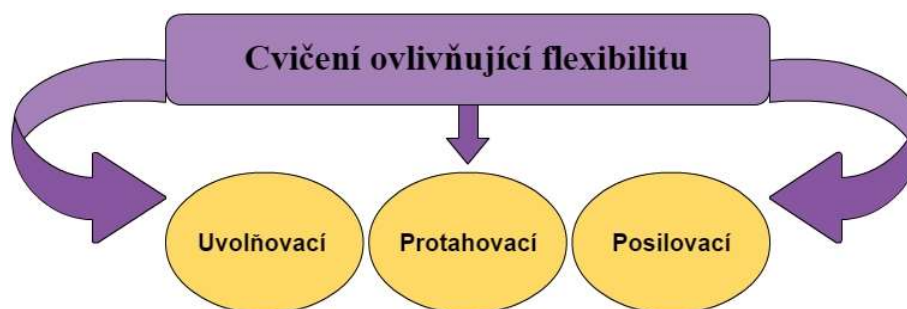 Cvičení ovlivňující flexibilitu
Uvolňovací
Protahovací
Posilovací